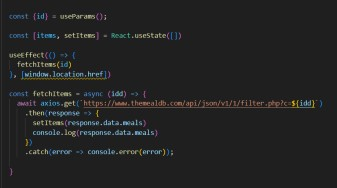 const {id} = useParams();
const [items, setItems] = React.useState([])
useEffect(() => {
fetchItems(id)
}, [window.location.href])
const fetchItems = async (idd) => {
await axios.get(`https://www.themealdb.com/api/json/v1/1/filter.php?c=${idd}`)
.then(response => {
setItems(response.data.meals)
console.log(response.data.meals)
})
.catch(error => console.error(error));
}